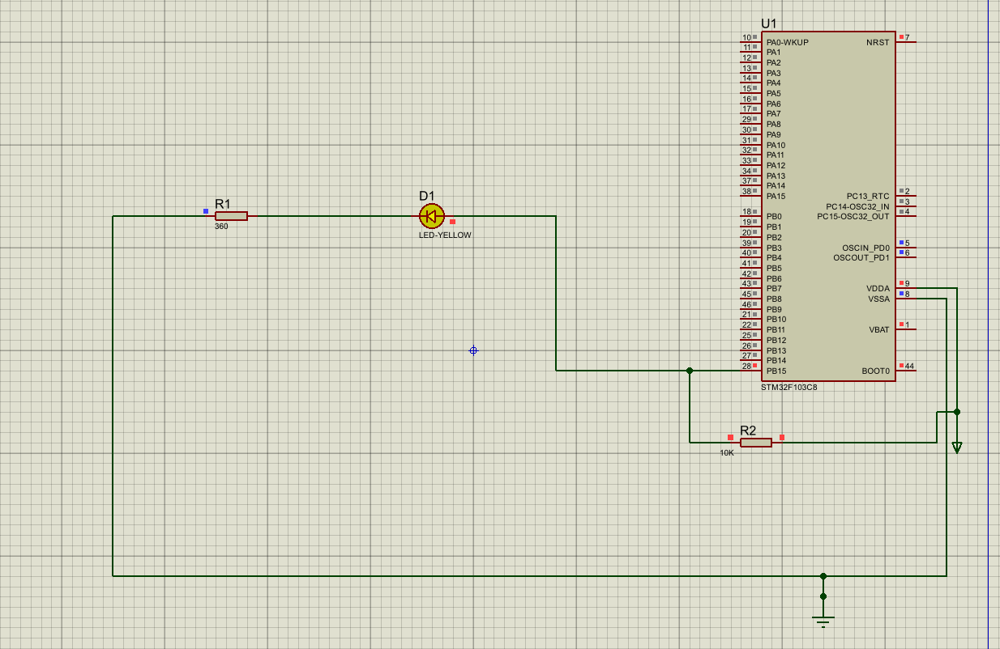 U1
10 PA0-WKUP NRST 7
11 PA1
12 PA2
13 PA3
14 PA4
15 PA5
16 PA6
17 PA7
29 PA8
30 PA9
31 PA10
32 PA11
33 PA12
34 PA13
37 PA14
38 PA15 PC13_RTC 2
PC14-OSC32_IN 3
18 PB0 PC15-OSC32_OUT 4
19 PB1
20 PB2
39 PB3 OSCIN_PD0 5
40 PB4 OSCOUT_PD1 6
41 PB5
42 PB6
43 PB7 VDDA 9
45 PB8 VSSA 8
46 PB9
21 PB10
22 PB11 VBAT 1
25 PB12
26 PB13
27 PB14
28 PB15 BOOT0 44
STM32F103C8
R1
360
D1
LED-YELLOW
R2
10K